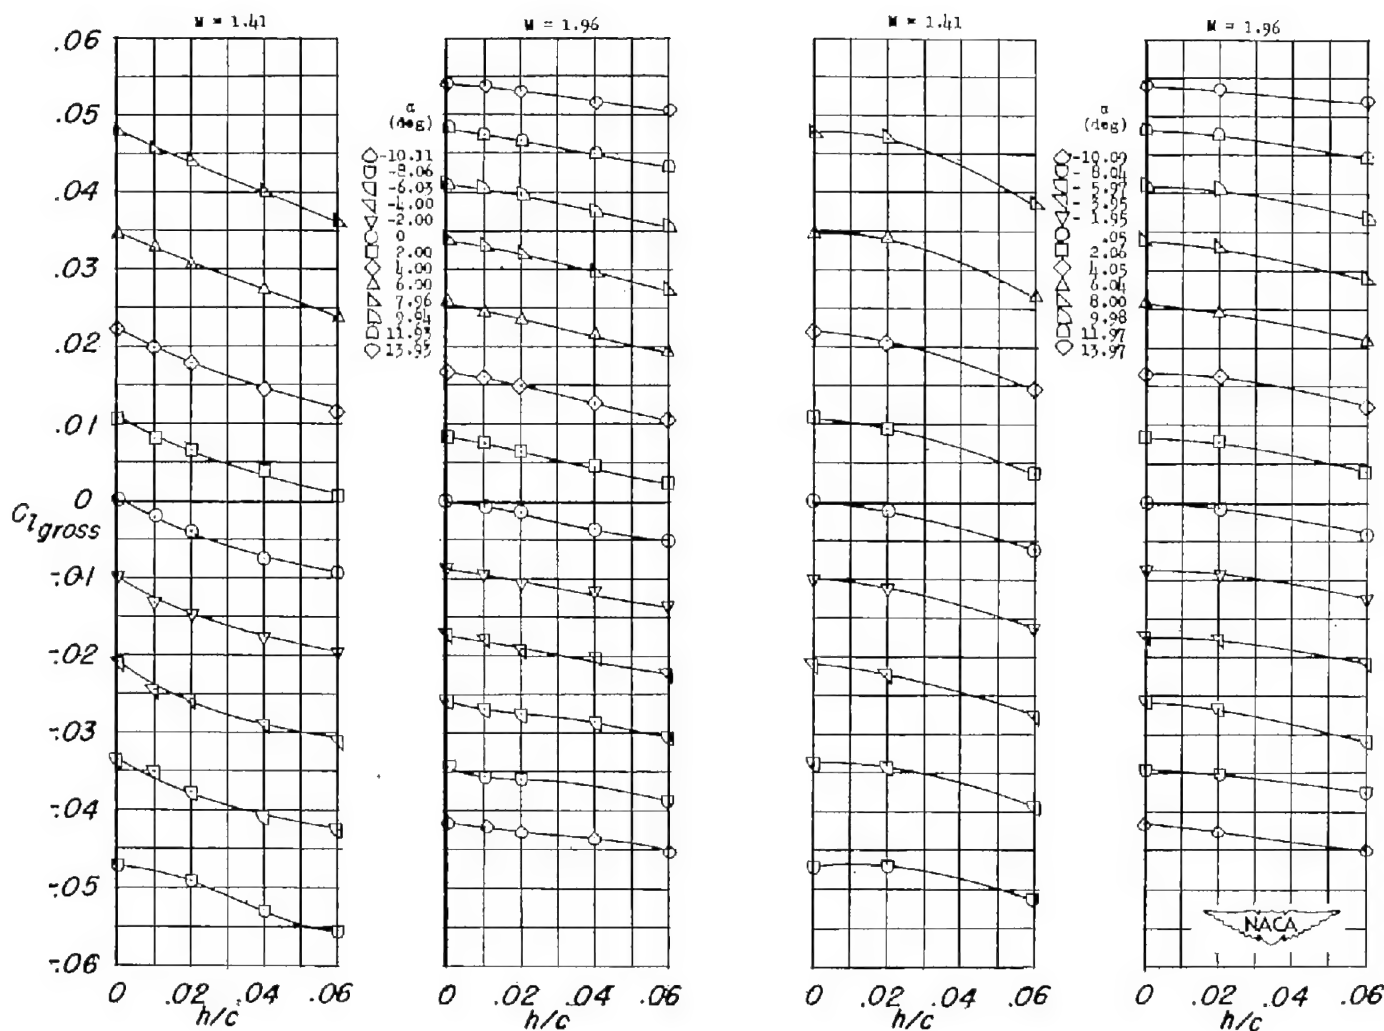 M = 1.41
M = 1.96
M = 1.41
M = 1.96
.06
.05
.04
.03
.02
.01
0
-.01
-.02
-.03
-.04
-.05
-.06
C_l gross
0 .02 .04 .06
h/c
0 .02 .04 .06
h/c
0 .02 .04 .06
h/c
0 .02 .04 .06
h/c
α
(deg)
-10.11
-8.06
-6.03
-4.00
-2.00
0
2.00
4.00
6.00
7.96
9.94
11.93
13.93
α
(deg)
-10.09
- 8.04
- 5.97
- 3.95
- 1.95
.05
2.06
4.05
6.04
8.00
9.98
11.97
13.97
NACA